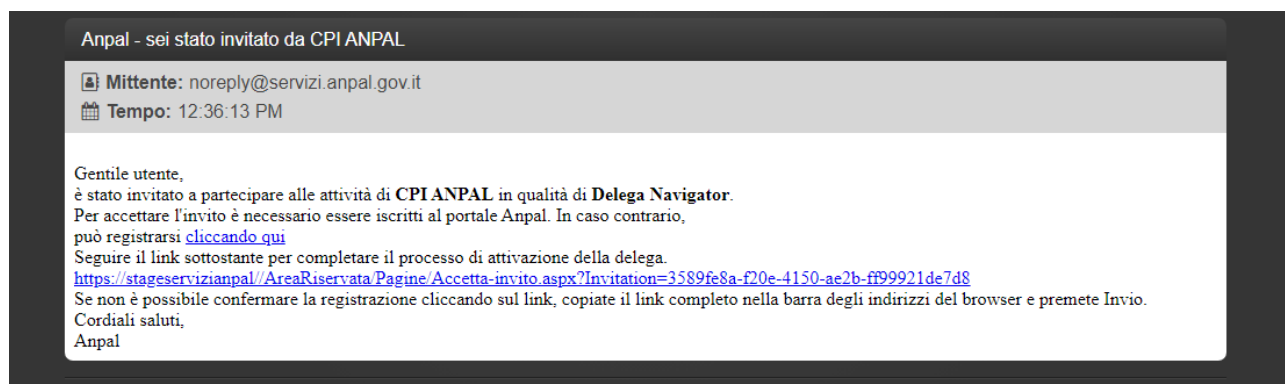 Anpal - sei stato invitato da CPI ANPAL
Mittente: noreply@servizi.anpal.gov.it
Tempo: 12:36:13 PM
Gentile utente,
è stato invitato a partecipare alle attività di CPI ANPAL in qualità di Delega Navigator.
Per accettare l'invito è necessario essere iscritti al portale Anpal. In caso contrario,
può registrarsi cliccando qui
Seguire il link sottostante per completare il processo di attivazione della delega.
https://stageservizianpal//AreaRiservata/Pagine/Accetta-invito.aspx?Invitation=3589fe8a-f20e-4150-ae2b-ff99921de7d8
Se non è possibile confermare la registrazione cliccando sul link, copiate il link completo nella barra degli indirizzi del browser e premete Invio.
Cordiali saluti,
Anpal